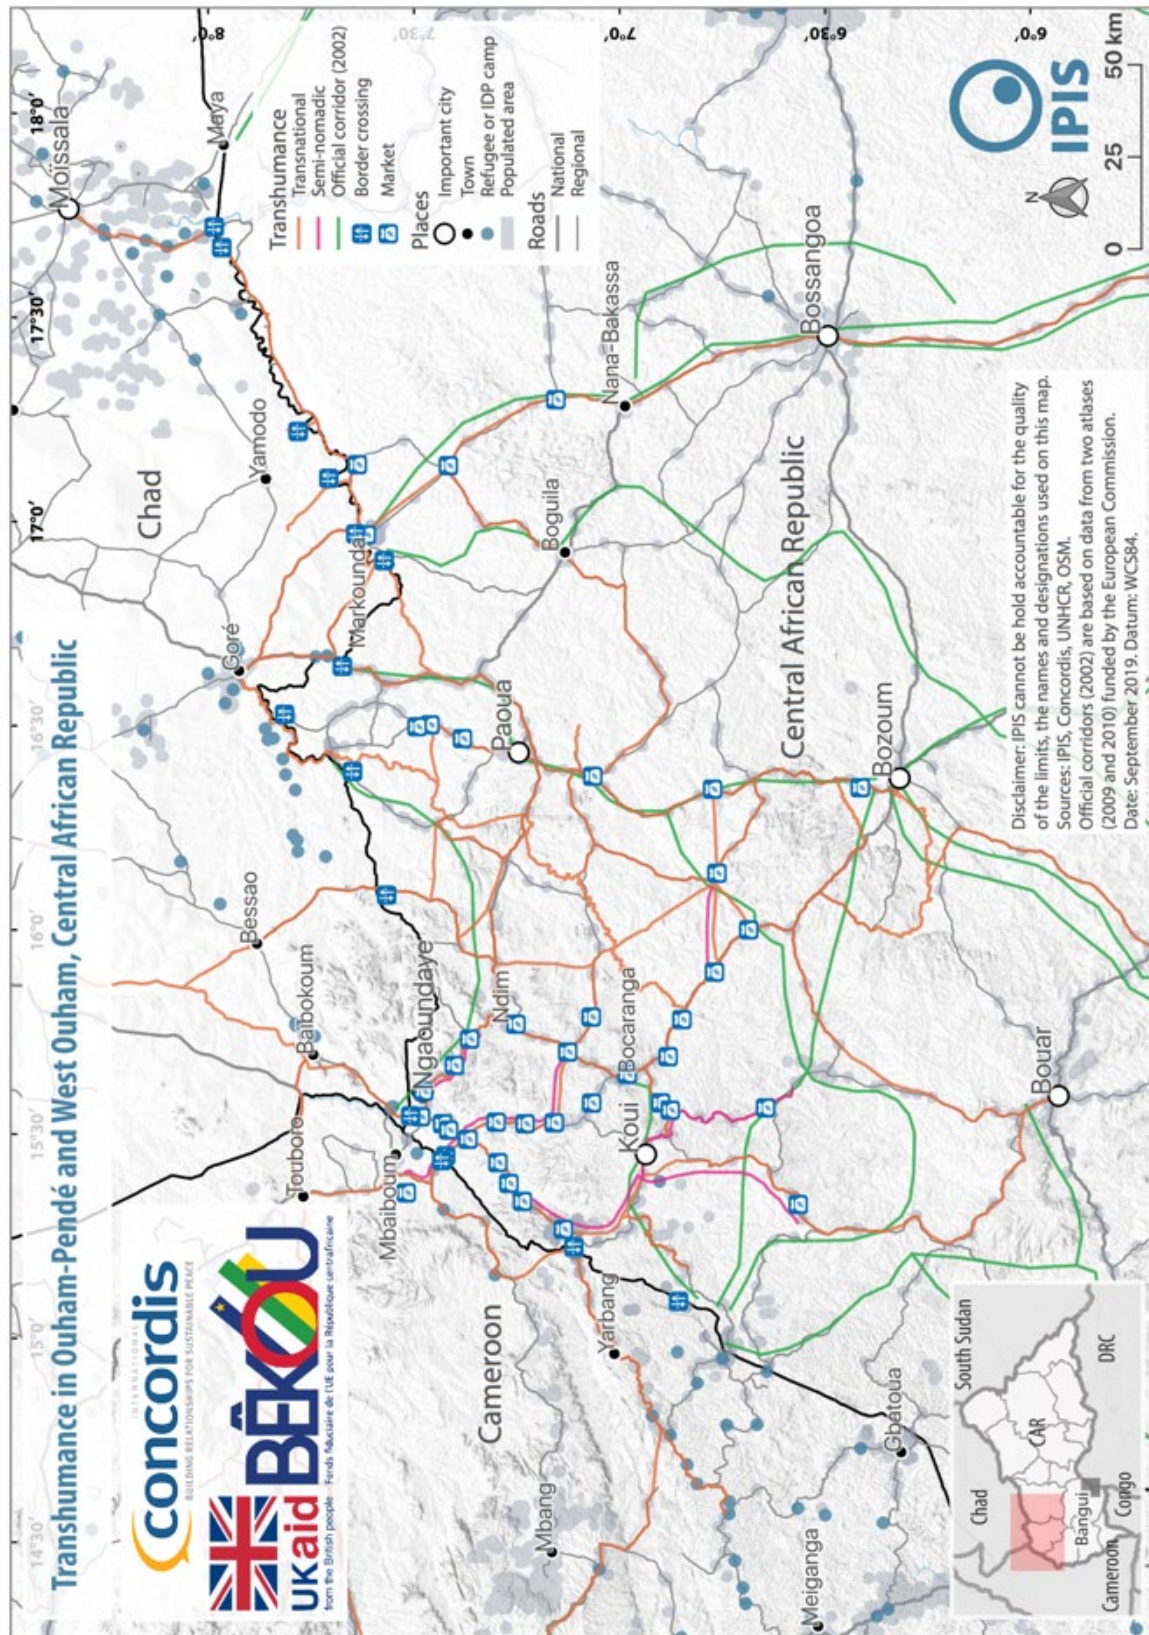 Transhumance in Ouham-Pendé and West Ouham, Central African Republic
INTERNATIONAL
concordis
BUILDING RELATIONSHIPS FOR SUSTAINABLE PEACE
UKaid
from the British people
BÊKOU
Fonds fiduciaire de l'UE pour la République centrafricaine
14°30'
15°0'
15°30'
16°0'
16°30'
17°0'
17°30'
18°0'
8°0'
7°30'
7°0'
6°30'
6°0'
Moïssala
Maya
Chad
Yamodo
Goré
Bessao
Baibokoum
Touboro
Mbaiboum
Ngaoundaye
Markounda
Cameroon
Ndim
Paoua
Boguila
Nana-Bakassa
Mbang
Yarbang
Koui
Bocaranga
Central African Republic
Bossangoa
Meiganga
Gbatoua
Bouar
Bozoum
Transhumance
Transnational
Semi-nomadic
Official corridor (2002)
Border crossing
Market
Places
Important city
Town
Refugee or IDP camp
Populated area
Roads
National
Regional
Chad
South Sudan
CAR
Bangui
Cameroon
Congo
DRC
Disclaimer: IPIS cannot be hold accountable for the quality
of the limits, the names and designations used on this map.
Sources: IPIS, Concordis, UNHCR, OSM.
Official corridors (2002) are based on data from two atlases
(2009 and 2010) funded by the European Commission.
Date: September 2019. Datum: WCS84.
N
IPIS
0 25 50 km